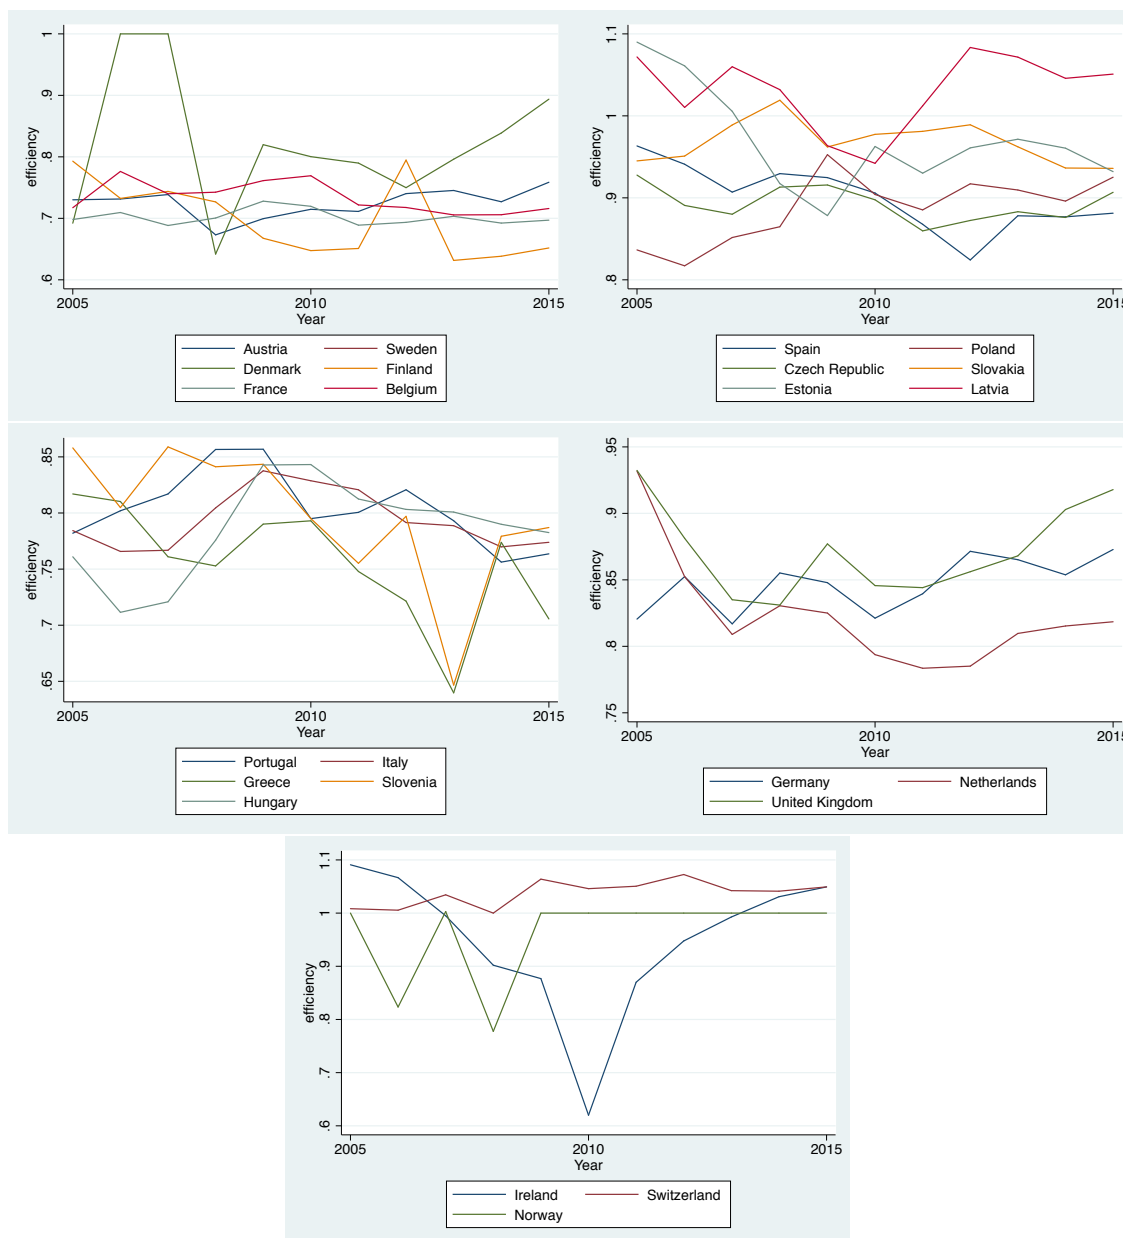 efficiency
1
.9
.8
.7
.6
2005 2010 2015
Year
Austria Sweden
Denmark Finland
France Belgium
efficiency
1.1
1
.9
.8
2005 2010 2015
Year
Spain Poland
Czech Republic Slovakia
Estonia Latvia
efficiency
.85
.8
.75
.7
.65
2005 2010 2015
Year
Portugal Italy
Greece Slovenia
Hungary
efficiency
.95
.9
.85
.8
.75
2005 2010 2015
Year
Germany Netherlands
United Kingdom
efficiency
1.1
1
.9
.8
.7
.6
2005 2010 2015
Year
Ireland Switzerland
Norway